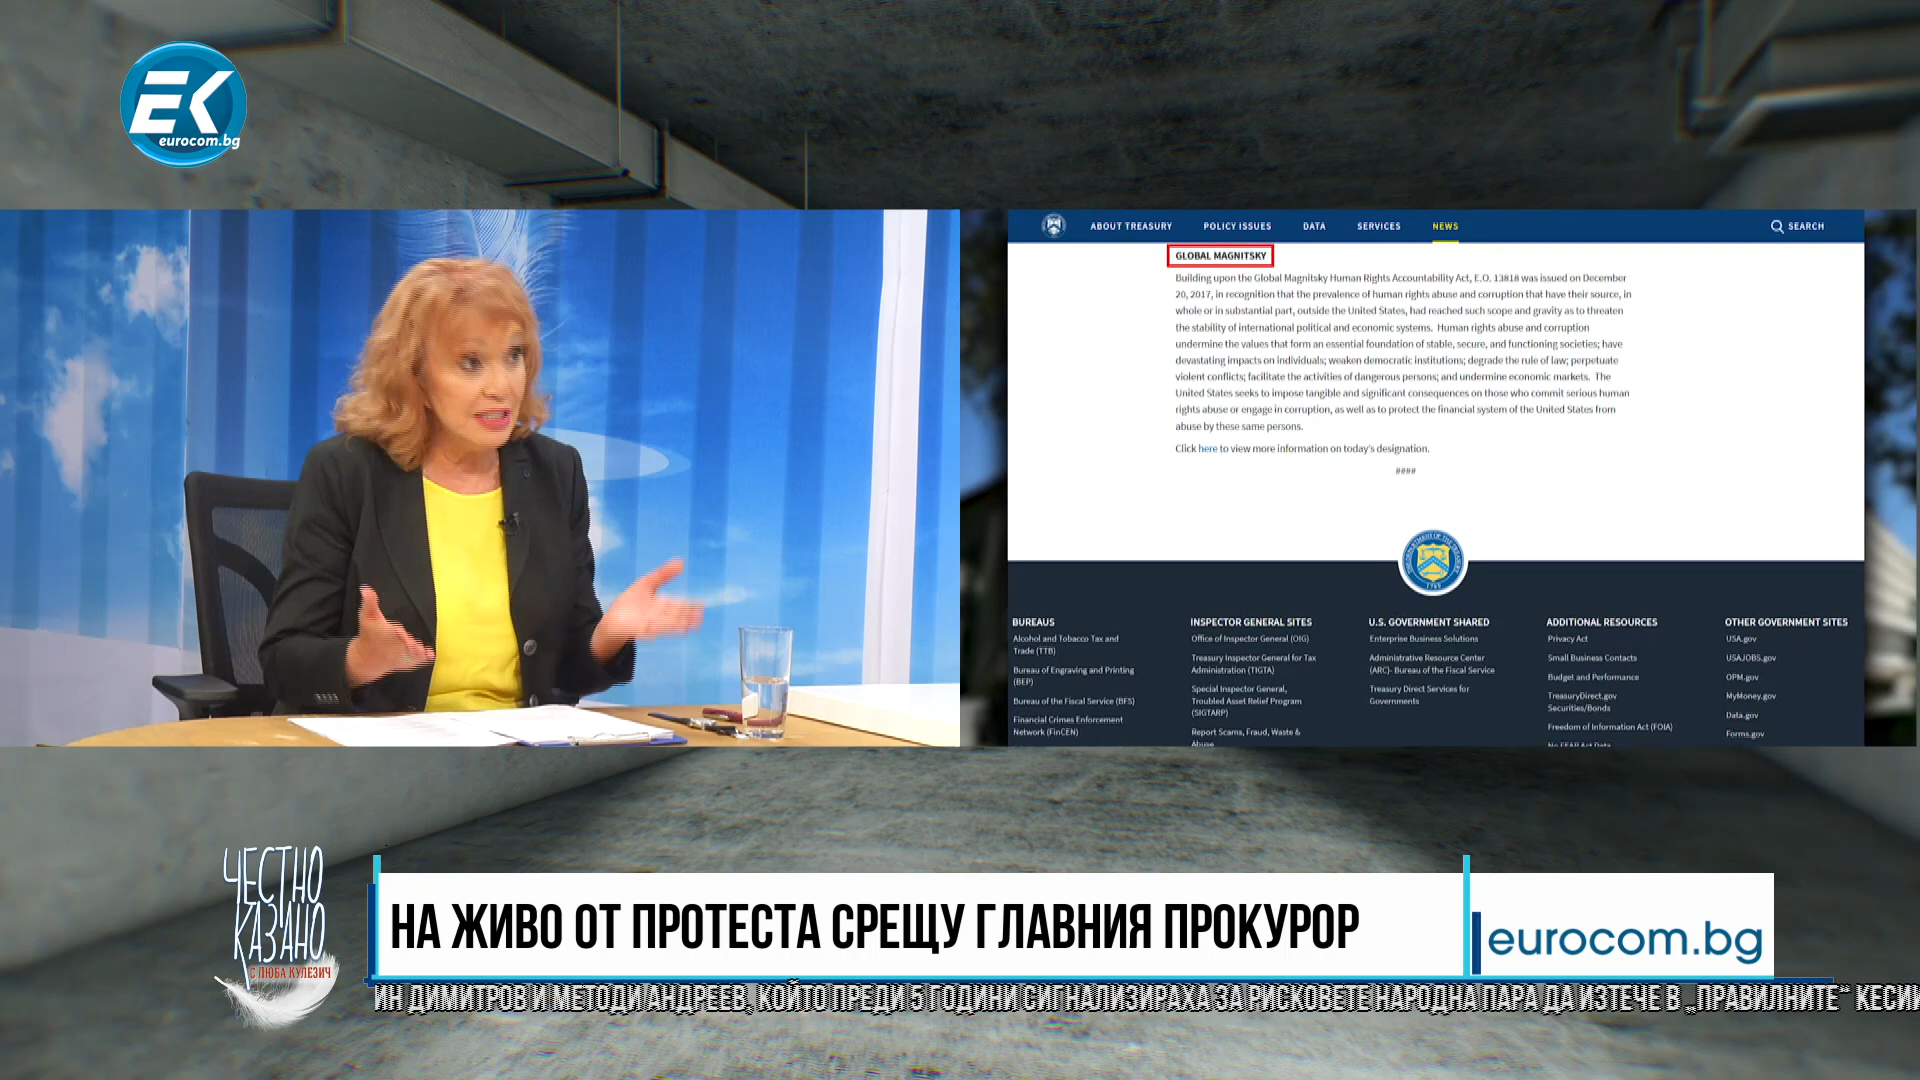 EK
eurocom.bg
ABOUT TREASURY POLICY ISSUES DATA SERVICES NEWS SEARCH
GLOBAL MAGNITSKY
Building upon the Global Magnitsky Human Rights Accountability Act, E.O. 13818 was issued on December
20, 2017, in recognition that the prevalence of human rights abuse and corruption that have their source, in
whole or in substantial part, outside the United States, had reached such scope and gravity as to threaten
the stability of international political and economic systems. Human rights abuse and corruption
undermine the values that form an essential foundation of stable, secure, and functioning societies; have
devastating impacts on individuals; weaken democratic institutions; degrade the rule of law; perpetuate
violent conflicts; facilitate the activities of dangerous persons; and undermine economic markets. The
United States seeks to impose tangible and significant consequences on those who commit serious human
rights abuse or engage in corruption, as well as to protect the financial system of the United States from
abuse by these same persons.
Click here to view more information on today's designation.
####
BUREAUS
Alcohol and Tobacco Tax and
Trade (TTB)
Bureau of Engraving and Printing
(BEP)
Bureau of the Fiscal Service (BFS)
Financial Crimes Enforcement
Network (FinCEN)
INSPECTOR GENERAL SITES
Office of Inspector General (OIG)
Treasury Inspector General for Tax
Administration (TIGTA)
Special Inspector General,
Troubled Asset Relief Program
(SIGTARP)
Report Scams, Fraud, Waste &
Abuse
U.S. GOVERNMENT SHARED
Enterprise Business Solutions
Administrative Resource Center
(ARC)- Bureau of the Fiscal Service
Treasury Direct Services for
Governments
ADDITIONAL RESOURCES
Privacy Act
Small Business Contacts
Budget and Performance
TreasuryDirect.gov
Securities/Bonds
Freedom of Information Act (FOIA)
No FEAR Act Data
OTHER GOVERNMENT SITES
USA.gov
USAJOBS.gov
OPM.gov
MyMoney.gov
Data.gov
Forms.gov
ЧЕСТНО
КАЗАНО
С ЛЮБА КУЛЕЗИЧ
НА ЖИВО ОТ ПРОТЕСТА СРЕЩУ ГЛАВНИЯ ПРОКУРОР
eurocom.bg
ИН ДИМИТРОВ И МЕТОДИ АНДРЕЕВ, КОЙТО ПРЕДИ 5 ГОДИНИ СИГНАЛИЗИРАХА ЗА РИСКОВЕТЕ НАРОДНА ПАРА ДА ИЗТЕЧЕ В „ПРАВИЛНИТЕ“ КЕСИ